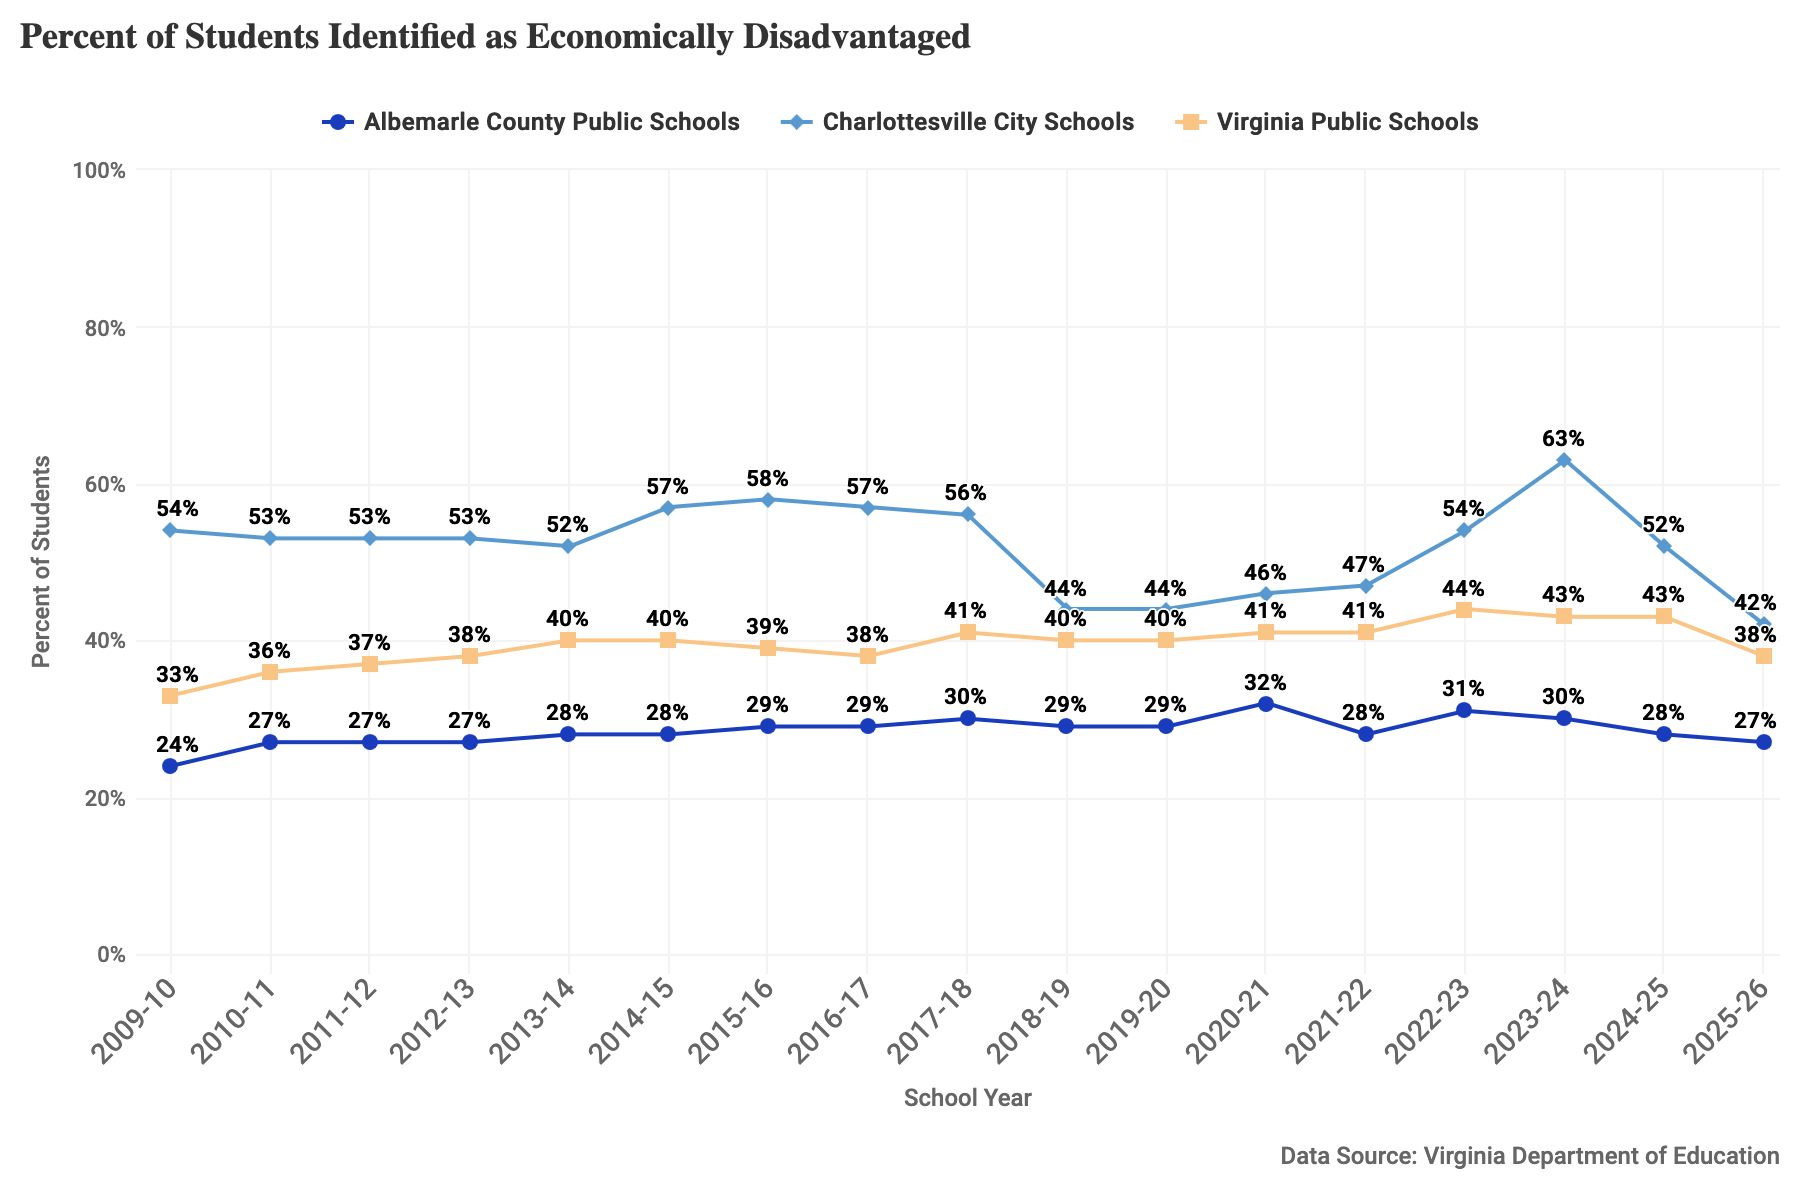 Percent of Students Identified as Economically Disadvantaged
Albemarle County Public Schools Charlottesville City Schools Virginia Public Schools
100%
80%
60%
40%
20%
0%
Percent of Students
54% 53% 53% 53% 52% 57% 58% 57% 56% 44% 44% 46% 47% 54% 63% 52% 42%
33% 36% 37% 38% 40% 40% 39% 38% 41% 40% 40% 41% 41% 44% 43% 43% 38%
24% 27% 27% 27% 28% 28% 29% 29% 30% 29% 29% 32% 28% 31% 30% 28% 27%
2009-10 2010-11 2011-12 2012-13 2013-14 2014-15 2015-16 2016-17 2017-18 2018-19 2019-20 2020-21 2021-22 2022-23 2023-24 2024-25 2025-26
School Year
Data Source: Virginia Department of Education